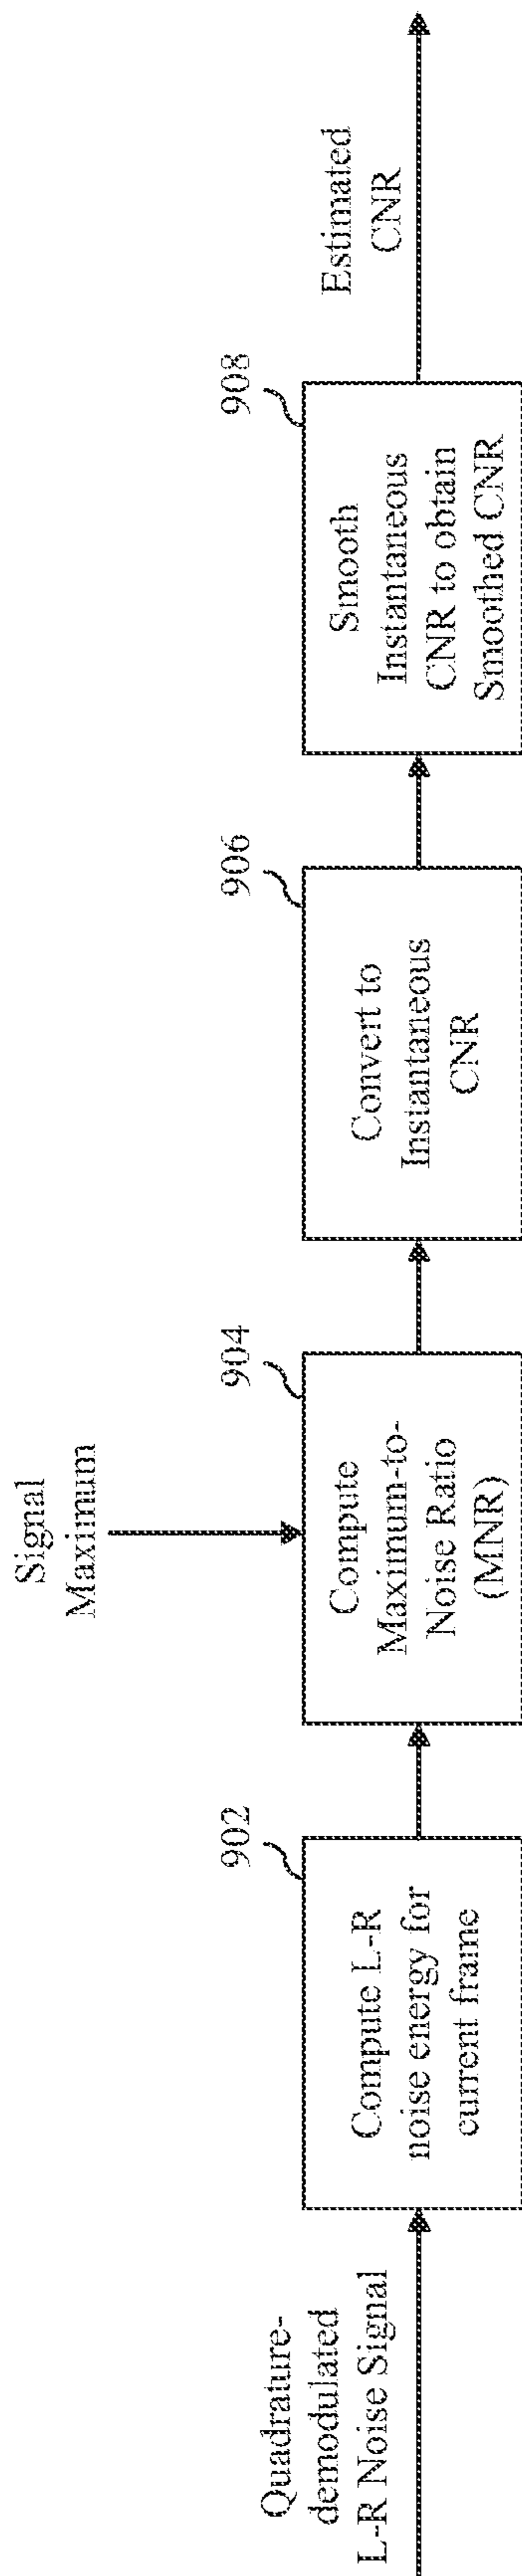 Quadrature-
demodulated
L-R Noise Signal
902
Compute L-R
noise energy for
current frame
Signal
Maximum
904
Compute
Maximum-to-
Noise Ratio
(MNR)
906
Convert to
Instantaneous
CNR
908
Smooth
Instantaneous
CNR to obtain
Smoothed CNR
Estimated
CNR